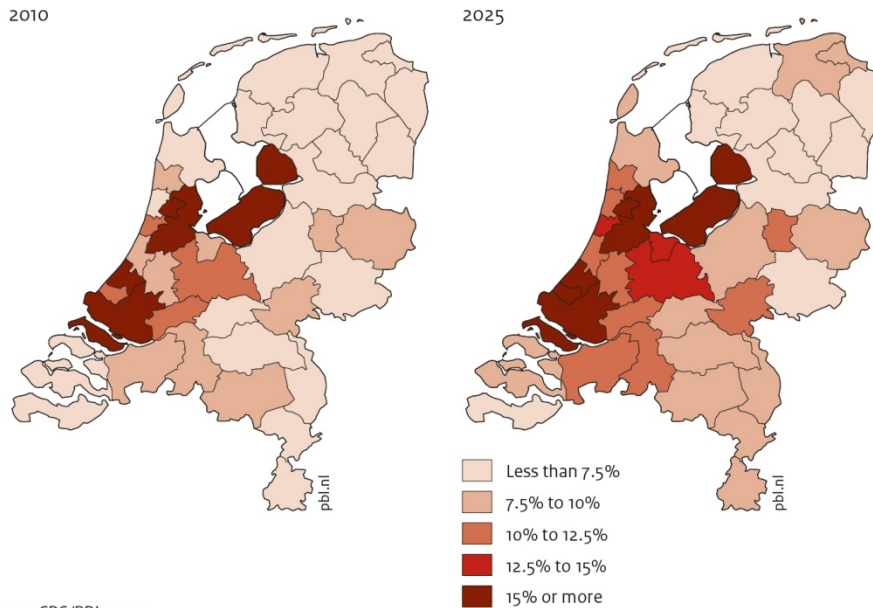 2010
2025
pbl.nl
pbl.nl
Less than 7.5%
7.5% to 10%
10% to 12.5%
12.5% to 15%
15% or more